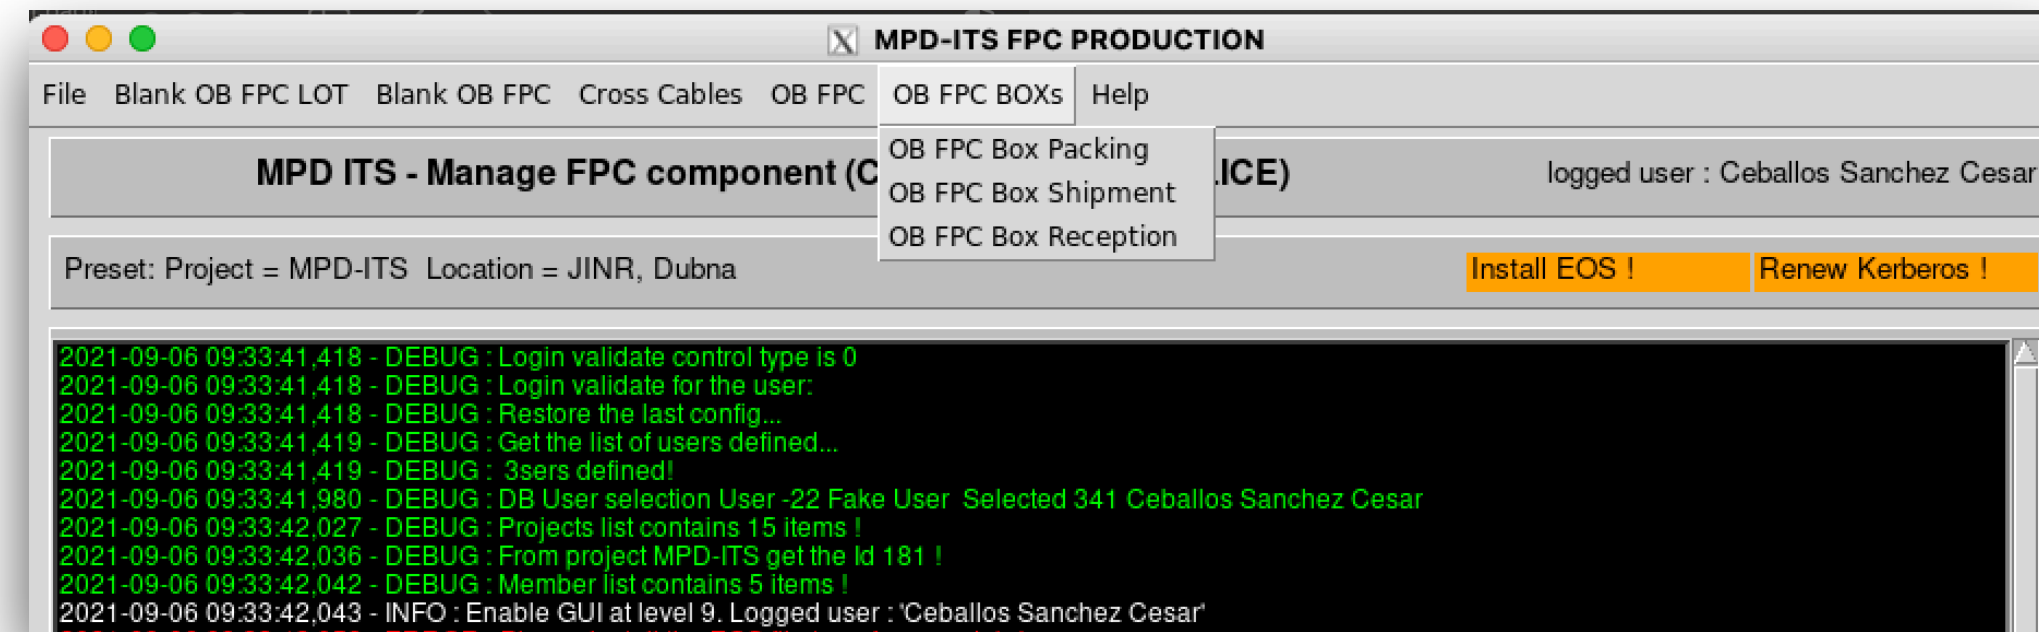 MPD-ITS FPC PRODUCTION
File Blank OB FPC LOT Blank OB FPC Cross Cables OB FPC OB FPC BOXs Help
OB FPC Box Packing
MPD ITS - Manage FPC component (C ICE) logged user : Ceballos Sanchez Cesar
OB FPC Box Shipment
OB FPC Box Reception
Preset: Project = MPD-ITS Location = JINR, Dubna Install EOS ! Renew Kerberos !
2021-09-06 09:33:41,418 - DEBUG : Login validate control type is 0
2021-09-06 09:33:41,418 - DEBUG : Login validate for the user:
2021-09-06 09:33:41,418 - DEBUG : Restore the last config...
2021-09-06 09:33:41,419 - DEBUG : Get the list of users defined...
2021-09-06 09:33:41,419 - DEBUG : 3sers defined!
2021-09-06 09:33:41,980 - DEBUG : DB User selection User -22 Fake User Selected 341 Ceballos Sanchez Cesar
2021-09-06 09:33:42,027 - DEBUG : Projects list contains 15 items !
2021-09-06 09:33:42,036 - DEBUG : From project MPD-ITS get the Id 181 !
2021-09-06 09:33:42,042 - DEBUG : Member list contains 5 items !
2021-09-06 09:33:42,043 - INFO : Enable GUI at level 9. Logged user : 'Ceballos Sanchez Cesar'